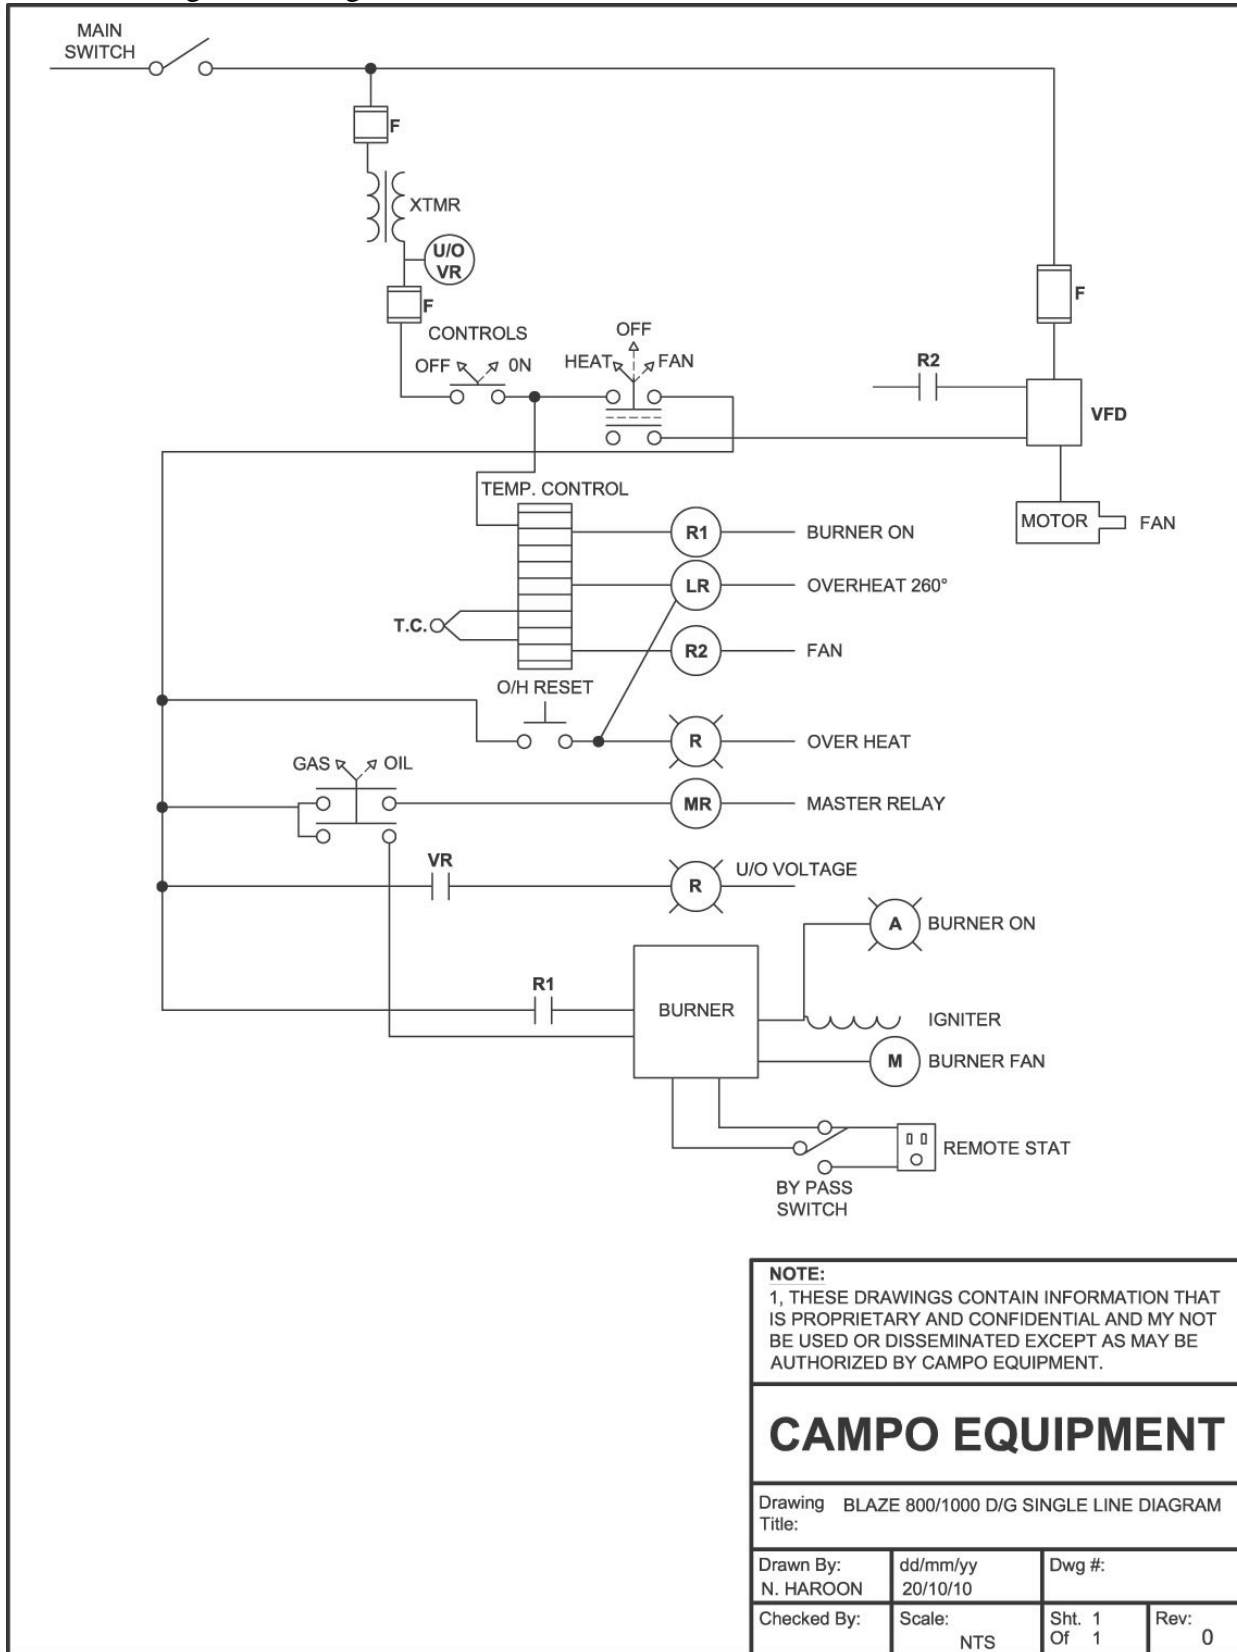 MAIN
SWITCH
F
XTMR
U/O
VR
F
F
CONTROLS
OFF
OFF 0N
HEAT FAN
R2
VFD
TEMP. CONTROL
MOTOR FAN
R1 BURNER ON
LR OVERHEAT 260°
T.C.
R2 FAN
O/H RESET
R OVER HEAT
GAS OIL
MR MASTER RELAY
VR
U/O VOLTAGE
R
A BURNER ON
R1
BURNER
IGNITER
M BURNER FAN
REMOTE STAT
BY PASS
SWITCH
NOTE:
1, THESE DRAWINGS CONTAIN INFORMATION THAT
IS PROPRIETARY AND CONFIDENTIAL AND MY NOT
BE USED OR DISSEMINATED EXCEPT AS MAY BE
AUTHORIZED BY CAMPO EQUIPMENT.
CAMPO EQUIPMENT
Drawing BLAZE 800/1000 D/G SINGLE LINE DIAGRAM
Title:
Drawn By: dd/mm/yy Dwg #:
N. HAROON 20/10/10
Checked By: Scale: Sht. 1 Rev:
NTS Of 1 0